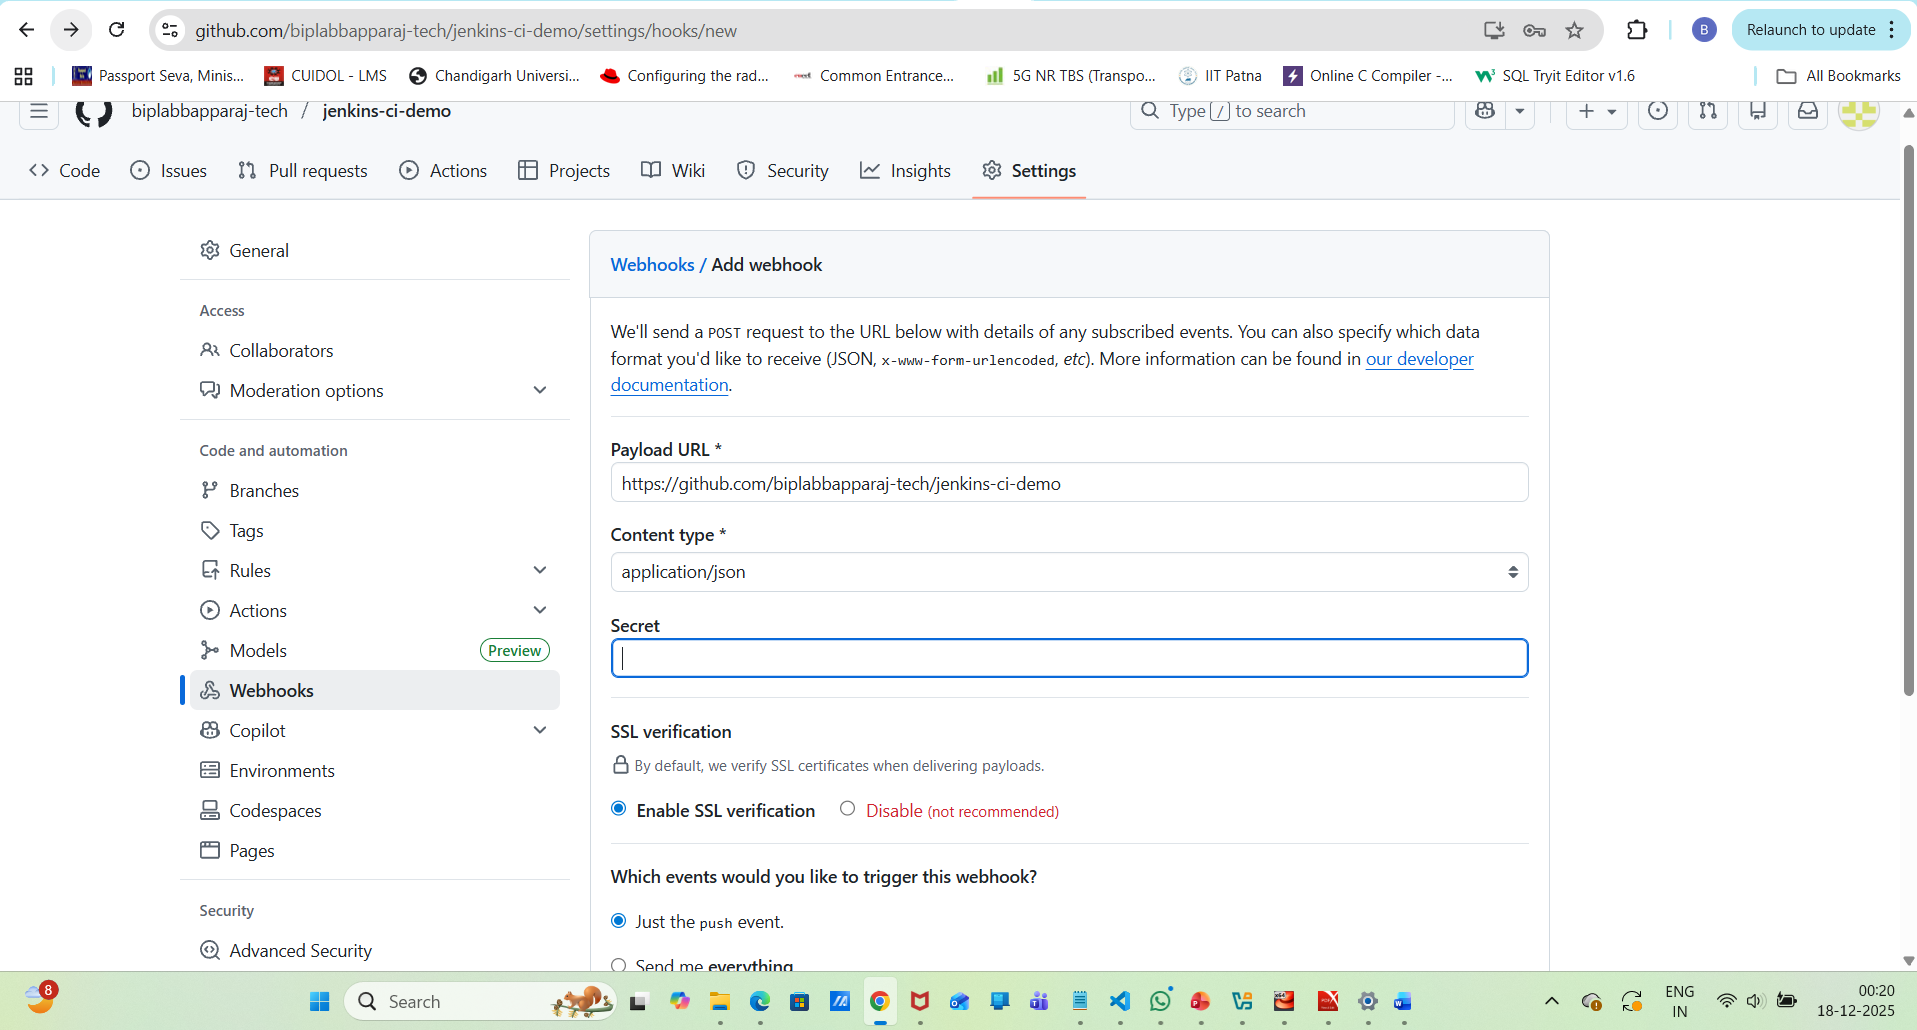 github.com/biplabbapparaj-tech/jenkins-ci-demo/settings/hooks/new
B
Relaunch to update
Passport Seva, Minis...
CUIDOL - LMS
Chandigarh Universi...
Configuring the rad...
Common Entrance...
5G NR TBS (Transpo...
IIT Patna
Online C Compiler -...
SQL Tryit Editor v1.6
All Bookmarks
biplabbapparaj-tech / jenkins-ci-demo
Type / to search
Code
Issues
Pull requests
Actions
Projects
Wiki
Security
Insights
Settings
General
Access
Collaborators
Moderation options
Code and automation
Branches
Tags
Rules
Actions
Models
Preview
Webhooks
Copilot
Environments
Codespaces
Pages
Security
Advanced Security
Webhooks / Add webhook
We'll send a POST request to the URL below with details of any subscribed events. You can also specify which data
format you'd like to receive (JSON, x-www-form-urlencoded, etc). More information can be found in our developer
documentation.
Payload URL *
https://github.com/biplabbapparaj-tech/jenkins-ci-demo
Content type *
application/json
Secret
SSL verification
By default, we verify SSL certificates when delivering payloads.
Enable SSL verification
Disable (not recommended)
Which events would you like to trigger this webhook?
Just the push event.
Send me everything
8
Search
ENG
IN
00:20
18-12-2025